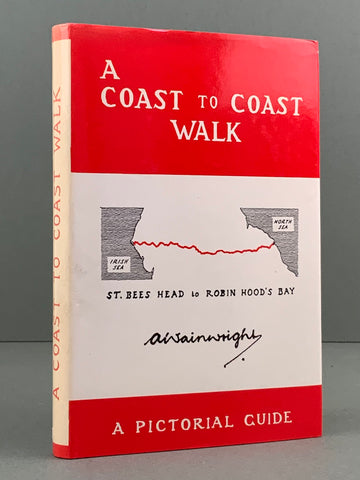 A COAST TO COAST WALK
A
COAST TO COAST
WALK
NORTH
SEA
IRISH
SEA
ST. BEES HEAD to ROBIN HOOD'S BAY
AWainwright
A PICTORIAL GUIDE